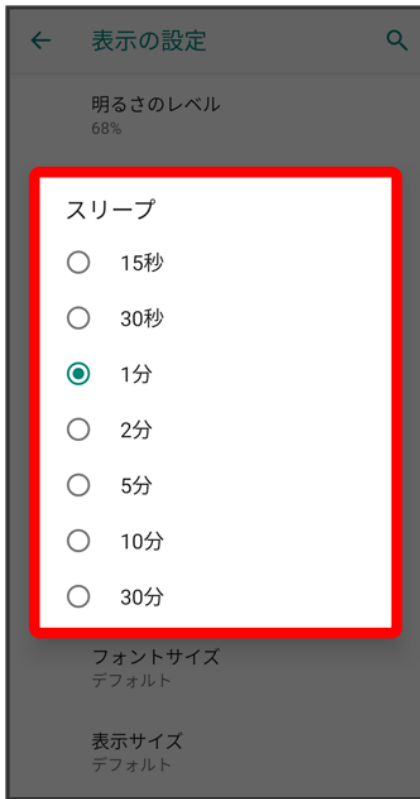 表示の設定
明るさのレベル
68%
スリープ
15秒
30秒
1分
2分
5分
10分
30分
フォントサイズ
デフォルト
表示サイズ
デフォルト